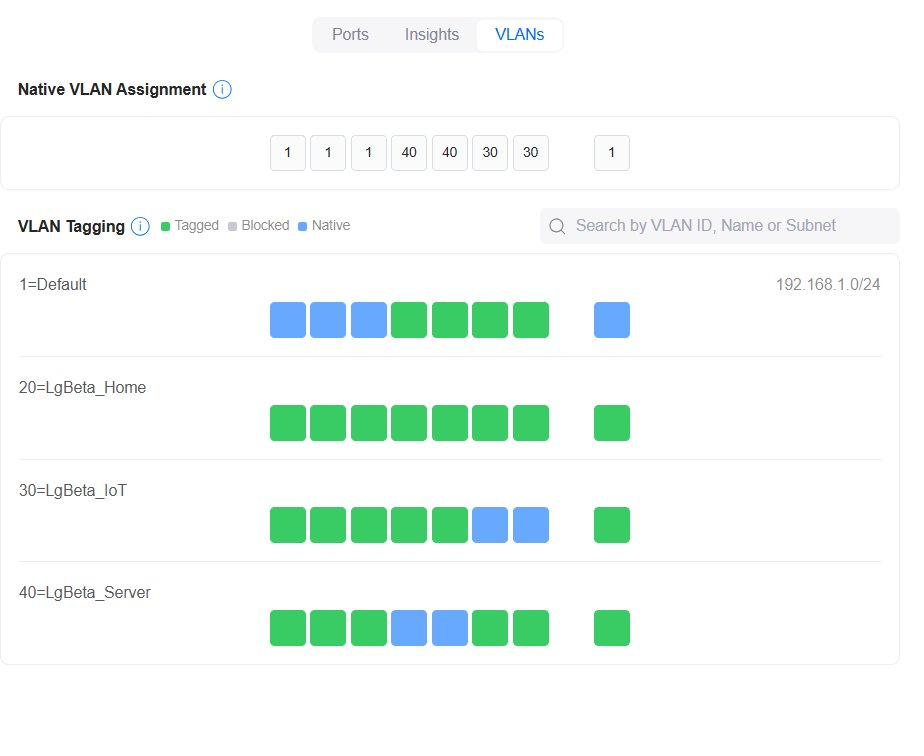 Ports Insights VLANs
Native VLAN Assignment
1 1 1 40 40 30 30 1
VLAN Tagging Tagged Blocked Native Search by VLAN ID, Name or Subnet
1=Default 192.168.1.0/24
20=LgBeta_Home
30=LgBeta_IoT
40=LgBeta_Server